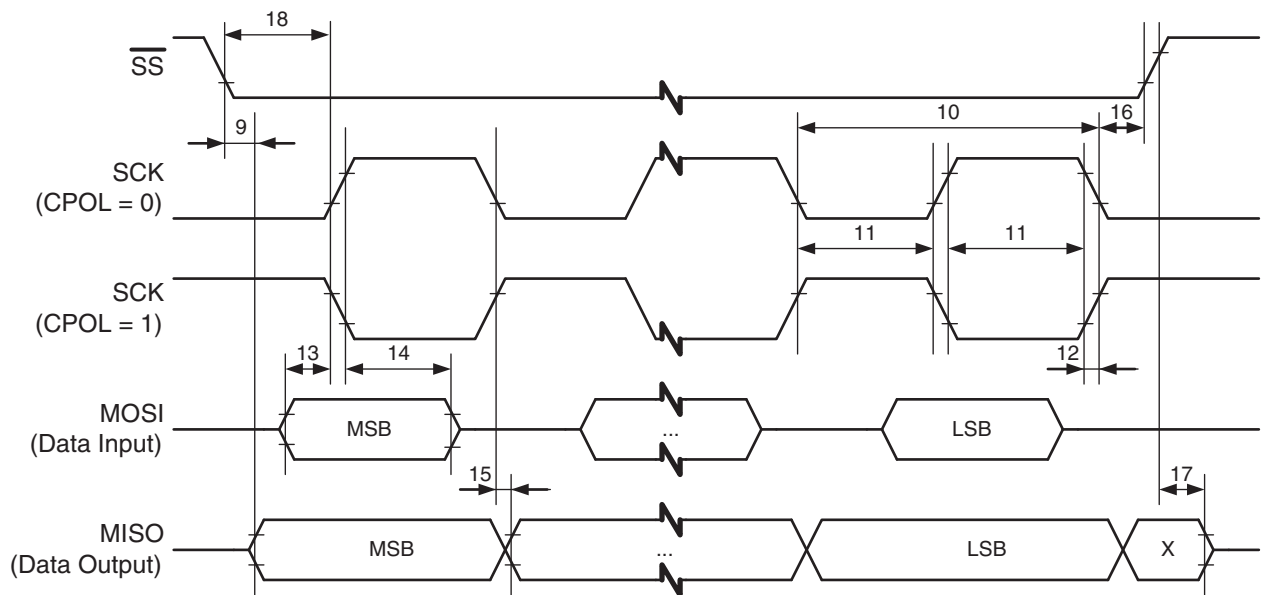 18
S̅S̅
9
10
16
SCK
(CPOL = 0)
11
11
SCK
(CPOL = 1)
13
14
12
MOSI
(Data Input)
MSB
...
LSB
15
17
MISO
(Data Output)
MSB
...
LSB
X